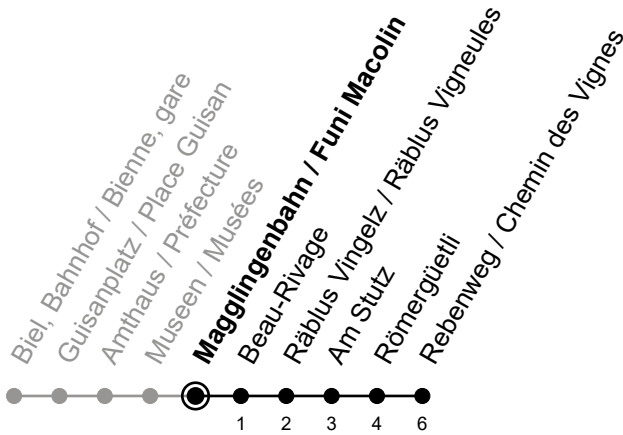 Biel, Bahnhof / Bienne, gare
Guisanplatz / Place Guisan
Amthaus / Préfecture
Museen / Musées
Magglingenbahn / Funi Macolin
Beau-Rivage
Räblus Vingelz / Räblus Vigneules
Am Stutz
Römergüetli
Rebenweg / Chemin des Vignes
1 2 3 4 6